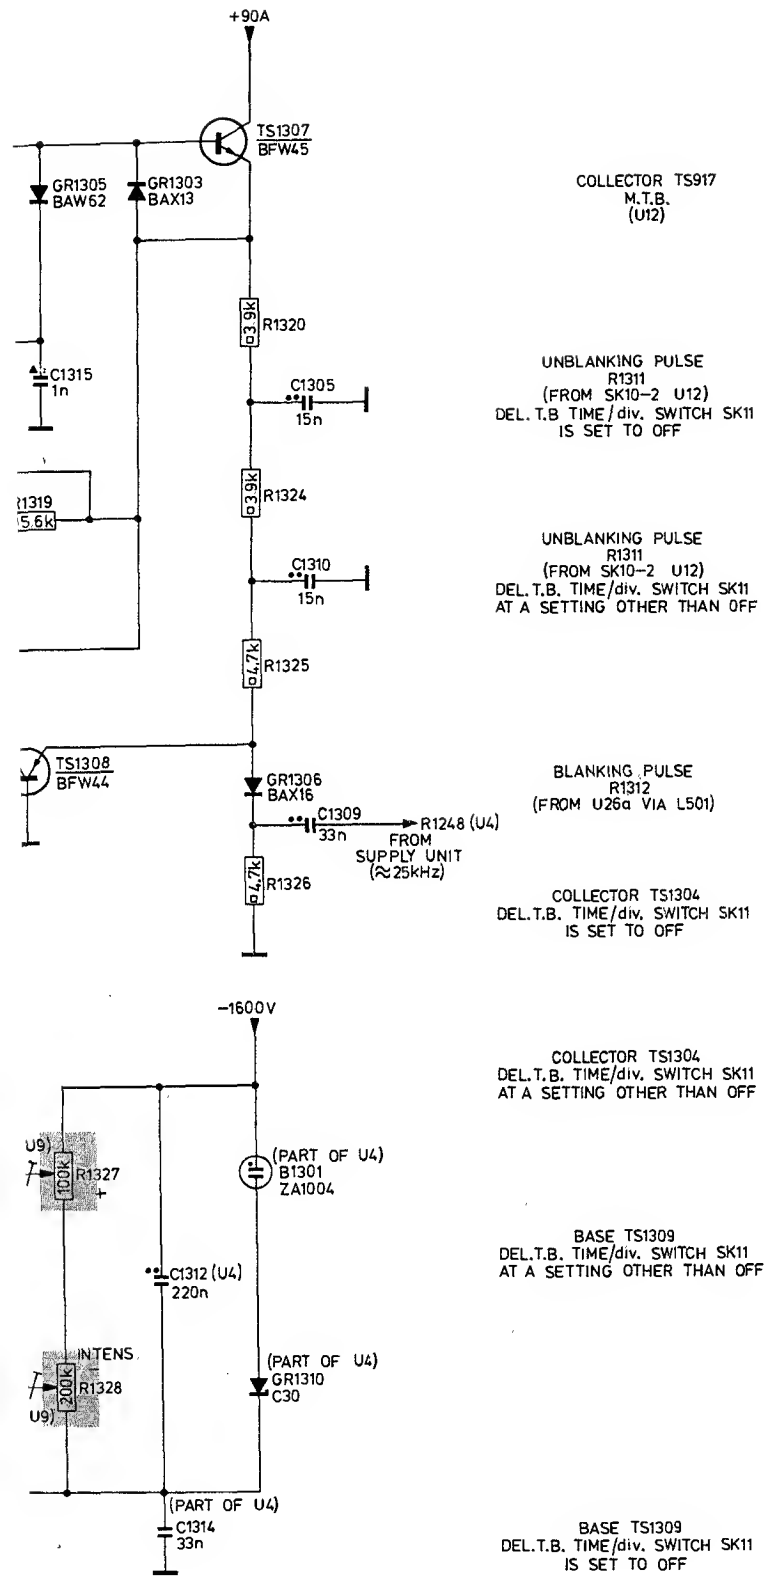 +90A
TS1307
BFW45
GR1305
BAW62
GR1303
BAX13
COLLECTOR TS917
M.T.B.
(U12)
3.9k
R1320
C1315
1n
C1305
15n
UNBLANKING PULSE
R1311
(FROM SK10-2 U12)
DEL.T.B TIME/div. SWITCH SK11
IS SET TO OFF
3.9k
R1324
R1319
5.6k
C1310
15n
UNBLANKING PULSE
R1311
(FROM SK10-2 U12)
DEL.T.B. TIME/div. SWITCH SK11
AT A SETTING OTHER THAN OFF
4.7k
R1325
TS1308
BFW44
GR1306
BAX16
BLANKING PULSE
R1312
(FROM U26a VIA L501)
C1309
33n
R1248 (U4)
FROM
SUPPLY UNIT
(≈25kHz)
4.7k
R1326
COLLECTOR TS1304
DEL.T.B. TIME/div. SWITCH SK11
IS SET TO OFF
-1600V
COLLECTOR TS1304
DEL.T.B. TIME/div. SWITCH SK11
AT A SETTING OTHER THAN OFF
U9)
100k
R1327
+
(PART OF U4)
B1301
ZA1004
BASE TS1309
DEL.T.B. TIME/div. SWITCH SK11
AT A SETTING OTHER THAN OFF
C1312 (U4)
220n
INTENS
200k
R1328
U9)
(PART OF U4)
GR1310
C30
(PART OF U4)
C1314
33n
BASE TS1309
DEL.T.B. TIME/div. SWITCH SK11
IS SET TO OFF